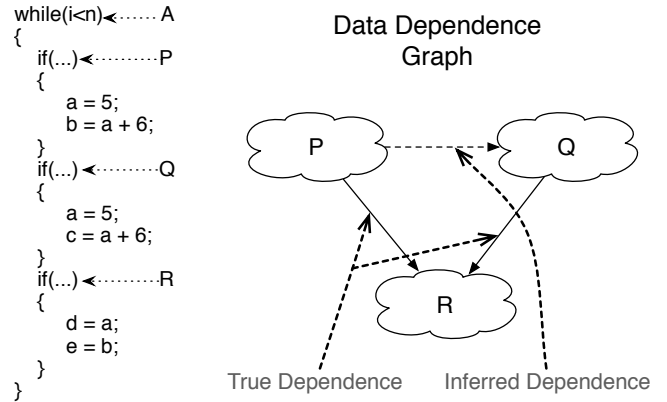 while(i<n) A
{
if(...) P
{
a = 5;
b = a + 6;
}
if(...) Q
{
a = 5;
c = a + 6;
}
if(...) R
{
d = a;
e = b;
}
}
Data Dependence
Graph
P
Q
R
True Dependence
Inferred Dependence